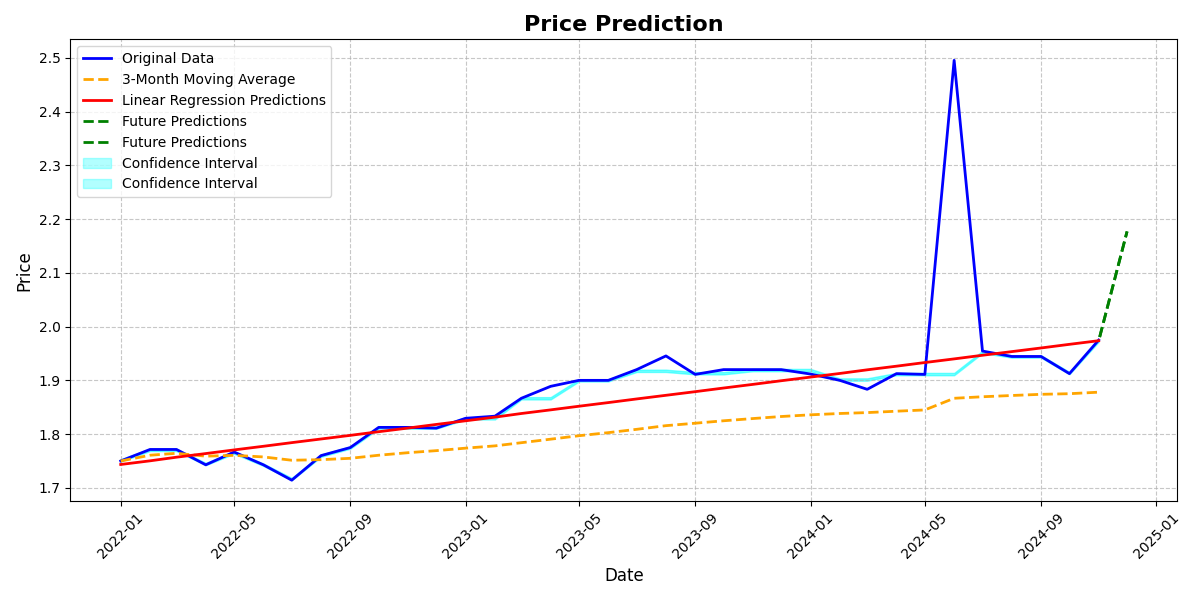 Price Prediction
Original Data
3-Month Moving Average
Linear Regression Predictions
Future Predictions
Future Predictions
Confidence Interval
Confidence Interval
Price
2.5
2.4
2.3
2.2
2.1
2.0
1.9
1.8
1.7
2022-01
2022-05
2022-09
2023-01
2023-05
2023-09
2024-01
2024-05
2024-09
2025-01
Date